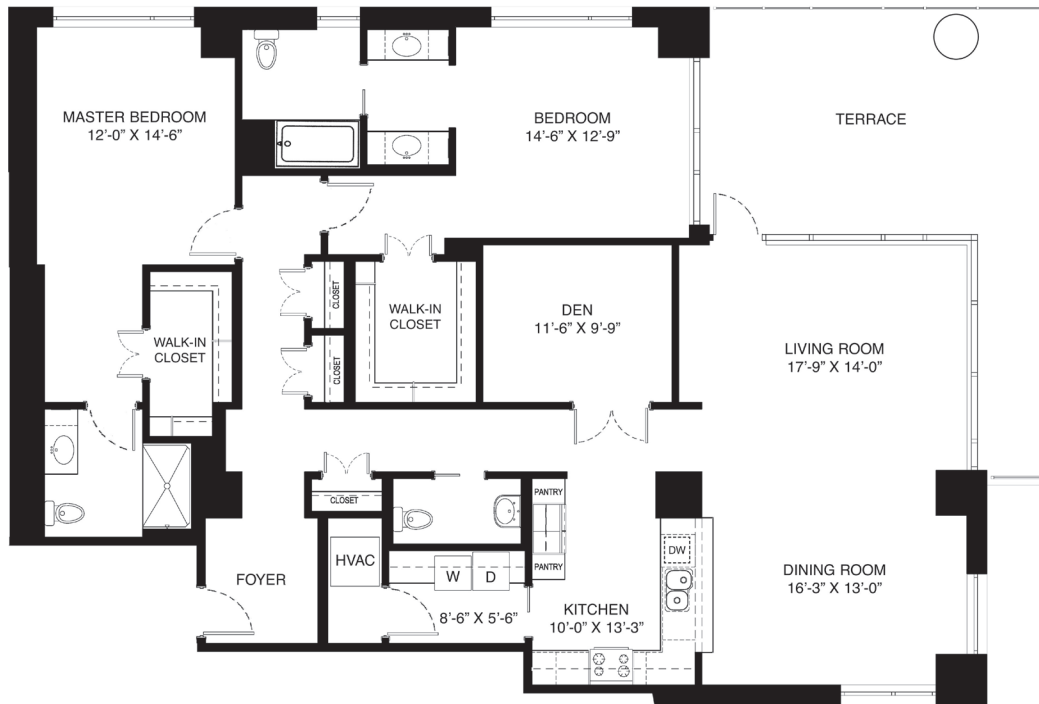 MASTER BEDROOM
12’-0” X 14’-6”
BEDROOM
14’-6” X 12’-9”
TERRACE
CLOSET
WALK-IN
CLOSET
DEN
11’-6” X 9’-9”
WALK-IN
CLOSET
CLOSET
LIVING ROOM
17’-9” X 14’-0”
CLOSET
PANTRY
HVAC
W
D
PANTRY
DW
FOYER
8’-6” X 5’-6”
KITCHEN
10’-0” X 13’-3”
DINING ROOM
16’-3” X 13’-0”